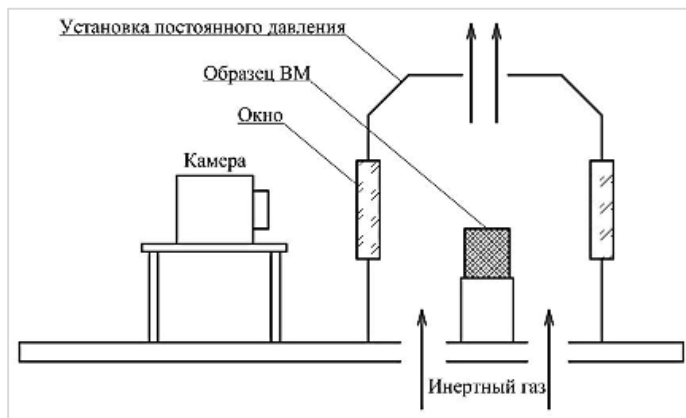 Установка постоянного давления
Образец ВМ
Окно
Камера
Инертный газ